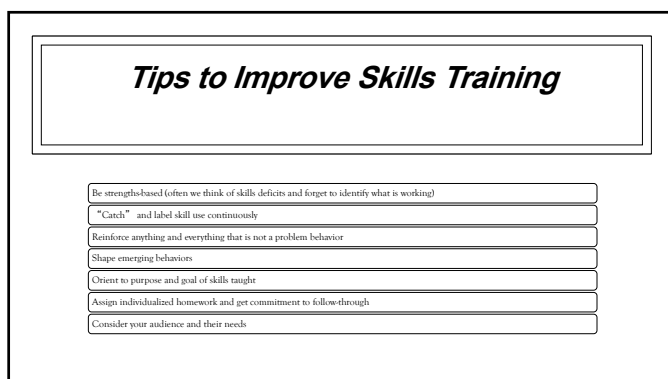 Tips to Improve Skills Training
Be strengths-based (often we think of skills deficits and forget to identify what is working)
“Catch” and label skill use continuously
Reinforce anything and everything that is not a problem behavior
Shape emerging behaviors
Orient to purpose and goal of skills taught
Assign individualized homework and get commitment to follow-through
Consider your audience and their needs